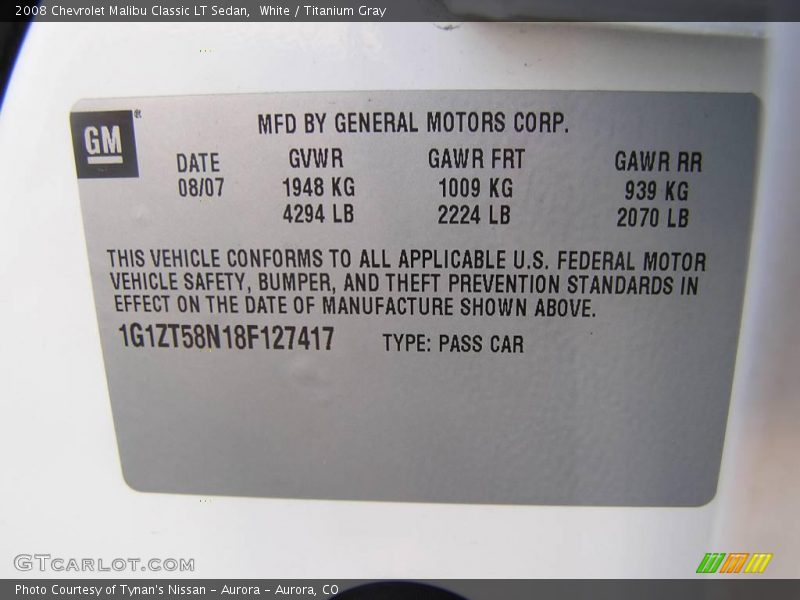 2008 Chevrolet Malibu Classic LT Sedan, White / Titanium Gray
GM®
MFD BY GENERAL MOTORS CORP.
DATE GVWR GAWR FRT GAWR RR
08/07 1948 KG 1009 KG 939 KG
4294 LB 2224 LB 2070 LB
THIS VEHICLE CONFORMS TO ALL APPLICABLE U.S. FEDERAL MOTOR
VEHICLE SAFETY, BUMPER, AND THEFT PREVENTION STANDARDS IN
EFFECT ON THE DATE OF MANUFACTURE SHOWN ABOVE.
1G1ZT58N18F127417 TYPE: PASS CAR
GTCARLOT.COM
Photo Courtesy of Tynan's Nissan - Aurora - Aurora, CO